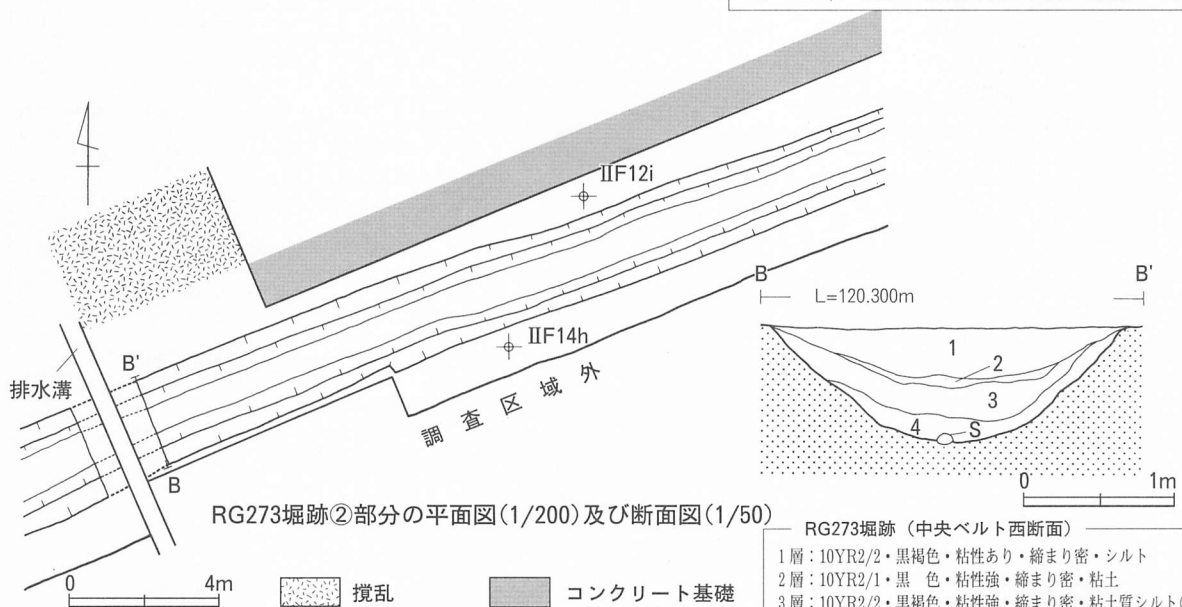 IIF12i
B
B'
L=120.300m
1
2
3
4
S
0
1m
B'
排水溝
IIF14h
調査区域外
B
RG273堀跡②部分の平面図(1/200)及び断面図(1/50)
0
4m
撹乱
コンクリート基礎
RG273堀跡（中央ベルト西断面）
1層：10YR2/2・黒褐色・粘性あり・締まり密・シルト
2層：10YR2/1・黒　色・粘性強・締まり密・粘土
3層：10YR2/2・黒褐色・粘性強・締まり密・粘土質シルト